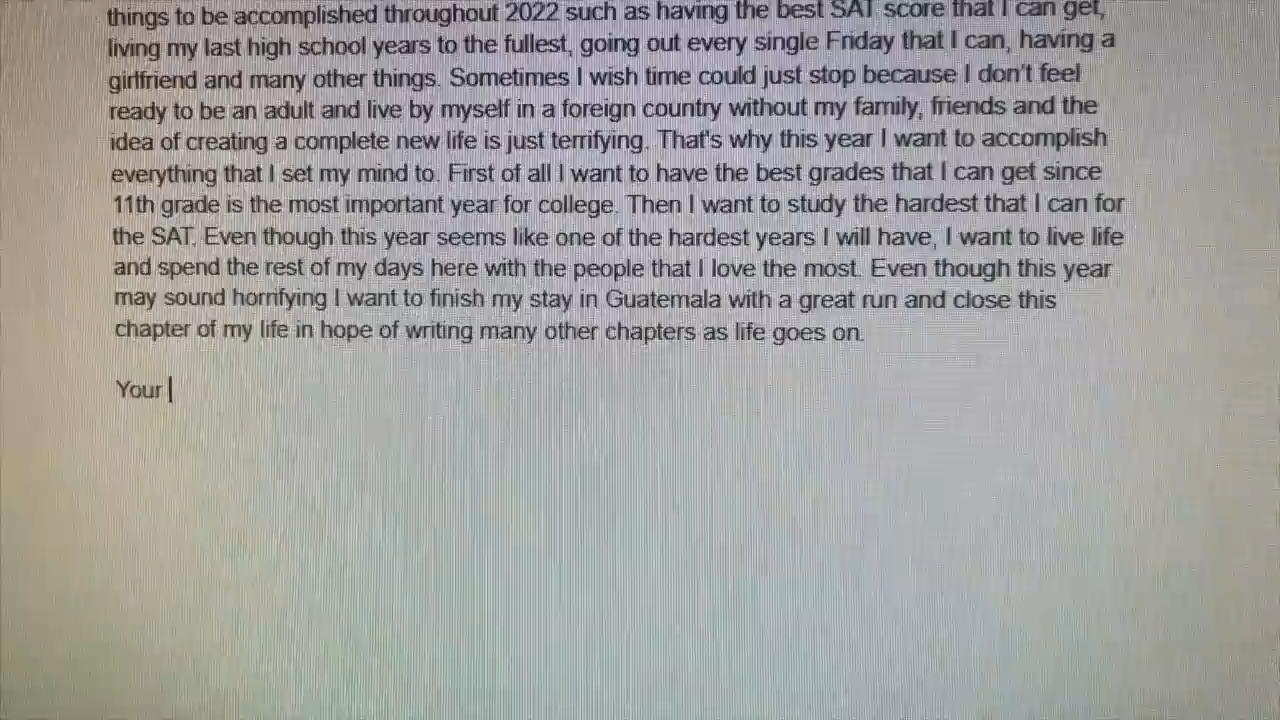 things to be accomplished throughout 2022 such as having the best SAT score that I can get,
living my last high school years to the fullest, going out every single Friday that I can, having a
girlfriend and many other things. Sometimes I wish time could just stop because I don't feel
ready to be an adult and live by myself in a foreign country without my family, friends and the
idea of creating a complete new life is just terrifying. That's why this year I want to accomplish
everything that I set my mind to. First of all I want to have the best grades that I can get since
11th grade is the most important year for college. Then I want to study the hardest that I can for
the SAT. Even though this year seems like one of the hardest years I will have, I want to live life
and spend the rest of my days here with the people that I love the most. Even though this year
may sound horrifying I want to finish my stay in Guatemala with a great run and close this
chapter of my life in hope of writing many other chapters as life goes on.
Your